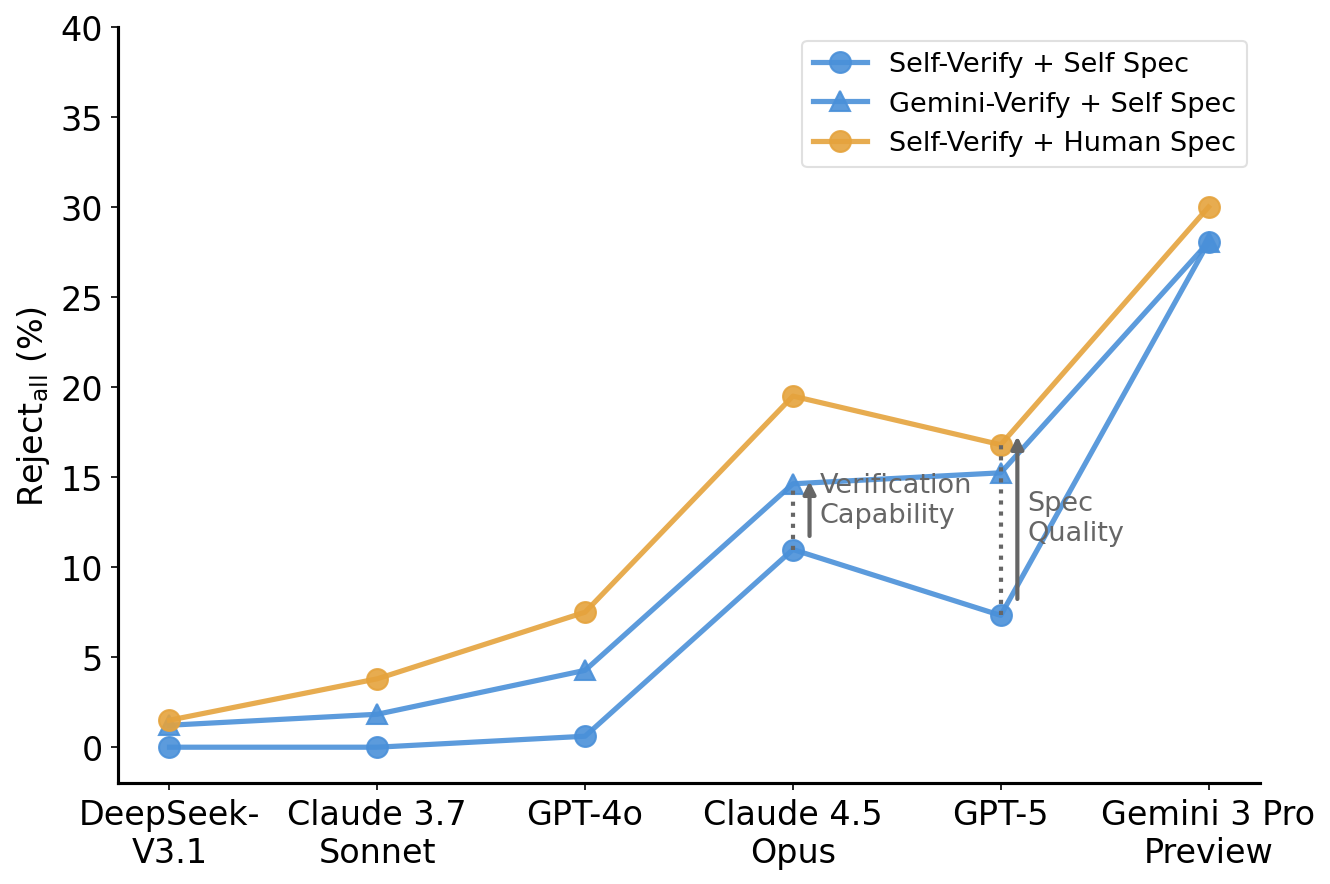 40
35
30
25
20
15
10
5
0
Reject_all (%)
Self-Verify + Self Spec
Gemini-Verify + Self Spec
Self-Verify + Human Spec
Verification
Capability
Spec
Quality
DeepSeek-
V3.1
Claude 3.7
Sonnet
GPT-4o
Claude 4.5
Opus
GPT-5
Gemini 3 Pro
Preview